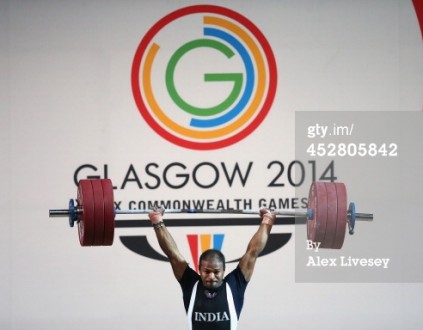 G
GLASGOW 2014
XX COMMONWEALTH GAMES
gty.im/
452805842
By
Alex Livesey
INDIA